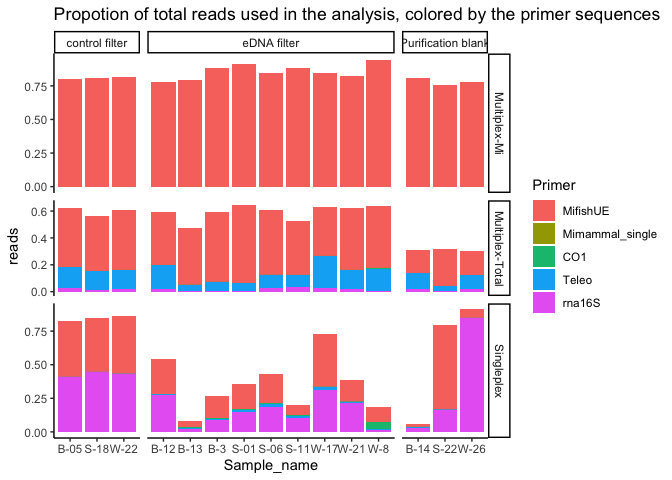 Propotion of total reads used in the analysis, colored by the primer sequences
control filter
eDNA filter
Purification blank
reads
0.75
0.50
0.25
0.00
Multiplex-Mi
0.6
0.4
0.2
0.0
Multiplex-Total
0.75
0.50
0.25
0.00
Singleplex
B-05 S-18 W-22
B-12 B-13 B-3 S-01 S-06 S-11 W-17 W-21 W-8
B-14 S-22 W-26
Sample_name
Primer
MifishUE
Mimammal_single
CO1
Teleo
rna16S